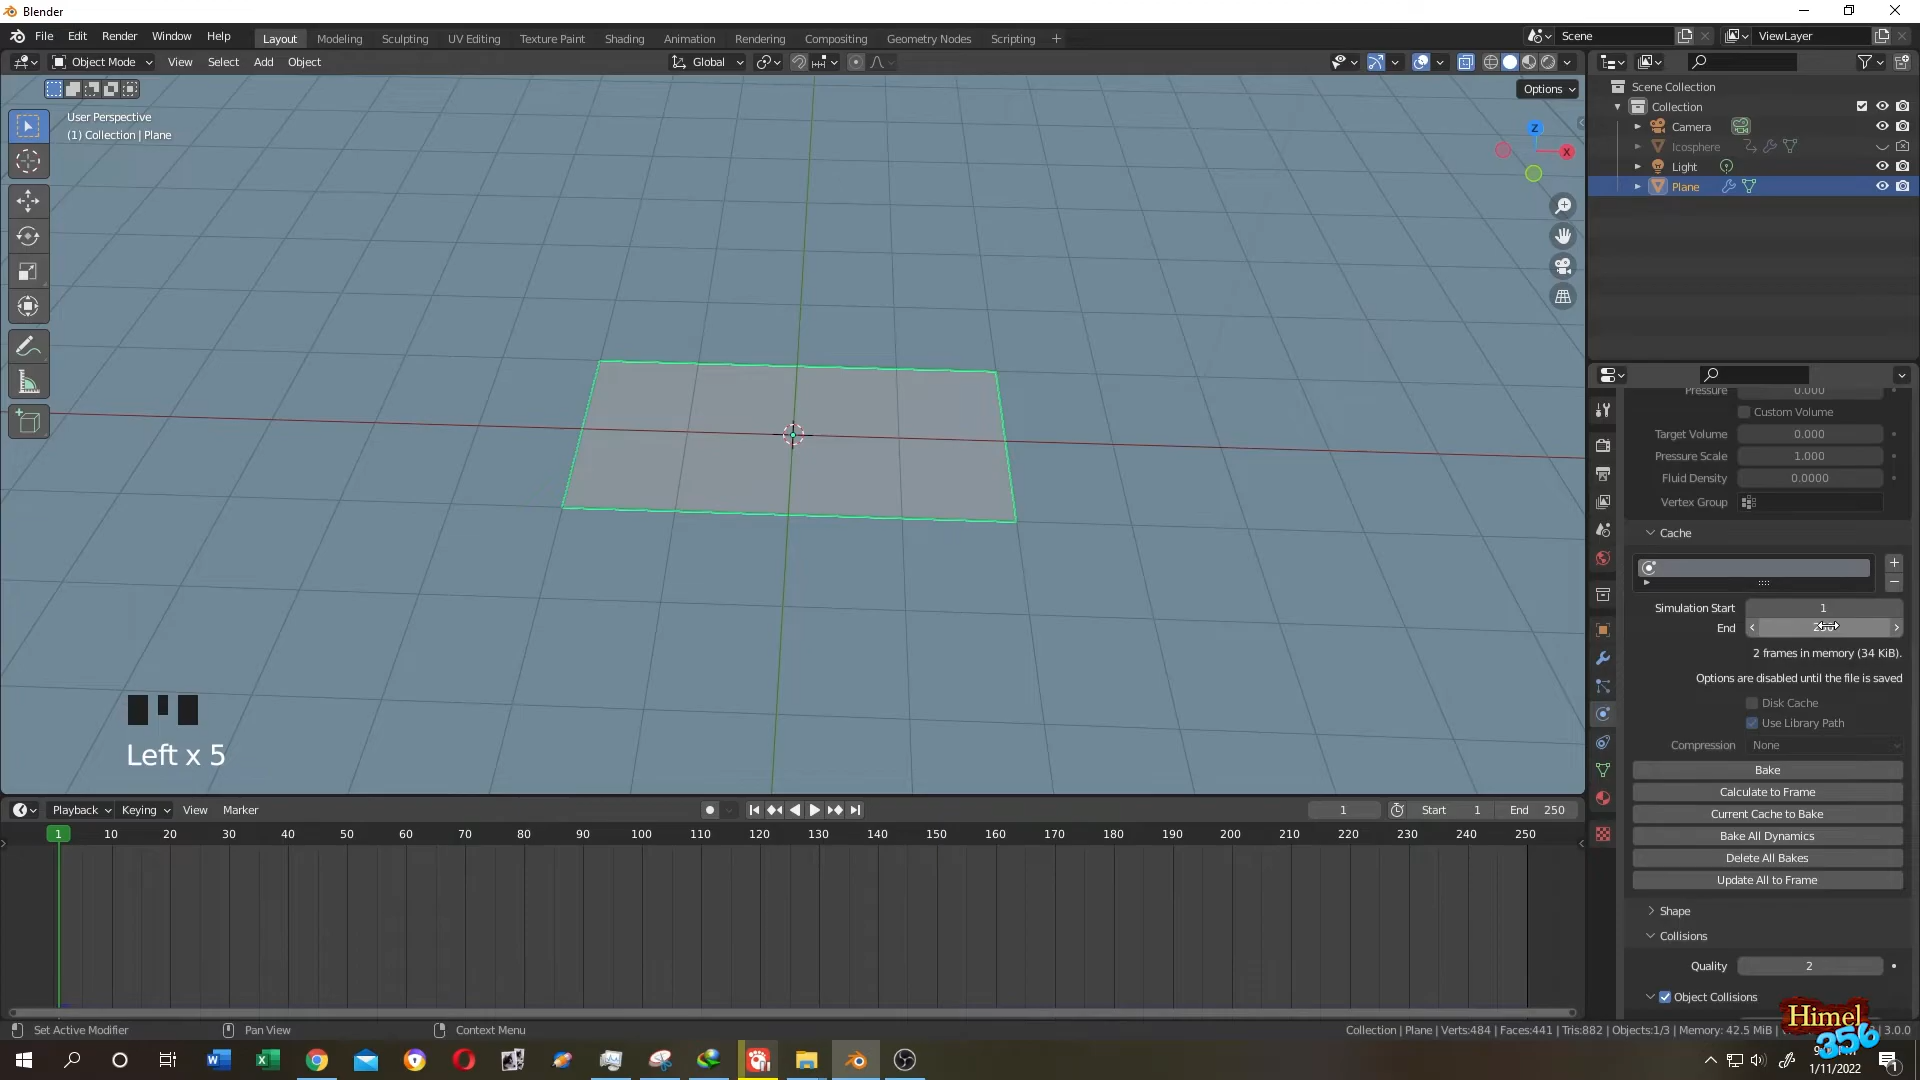 Blender
File Edit Render Window Help
Layout Modeling Sculpting UV Editing Texture Paint Shading Animation Rendering Compositing Geometry Nodes Scripting
Scene
ViewLayer
Object Mode View Select Add Object
Global
Options
User Perspective
(1) Collection | Plane
Z
X
Scene Collection
Collection
Camera
Icosphere
Light
Plane
Pressure 0.000
Custom Volume
Target Volume 0.000
Pressure Scale 1.000
Fluid Density 0.0000
Vertex Group
Cache
Simulation Start 1
End
2 frames in memory (34 KiB).
Options are disabled until the file is saved
Disk Cache
Use Library Path
Compression None
Bake
Calculate to Frame
Current Cache to Bake
Bake All Dynamics
Delete All Bakes
Update All to Frame
Shape
Collisions
Quality 2
Object Collisions
Left x 5
Playback Keying View Marker
1 Start 1 End 250
1 10 20 30 40 50 60 70 80 90 100 110 120 130 140 150 160 170 180 190 200 210 220 230 240 250
Set Active Modifier Pan View Context Menu
Collection | Plane | Verts:484 | Faces:441 | Tris:882 | Objects:1/3 | Memory: 42.5 MiB | 3.0.0
Himel
356
1/11/2022
1